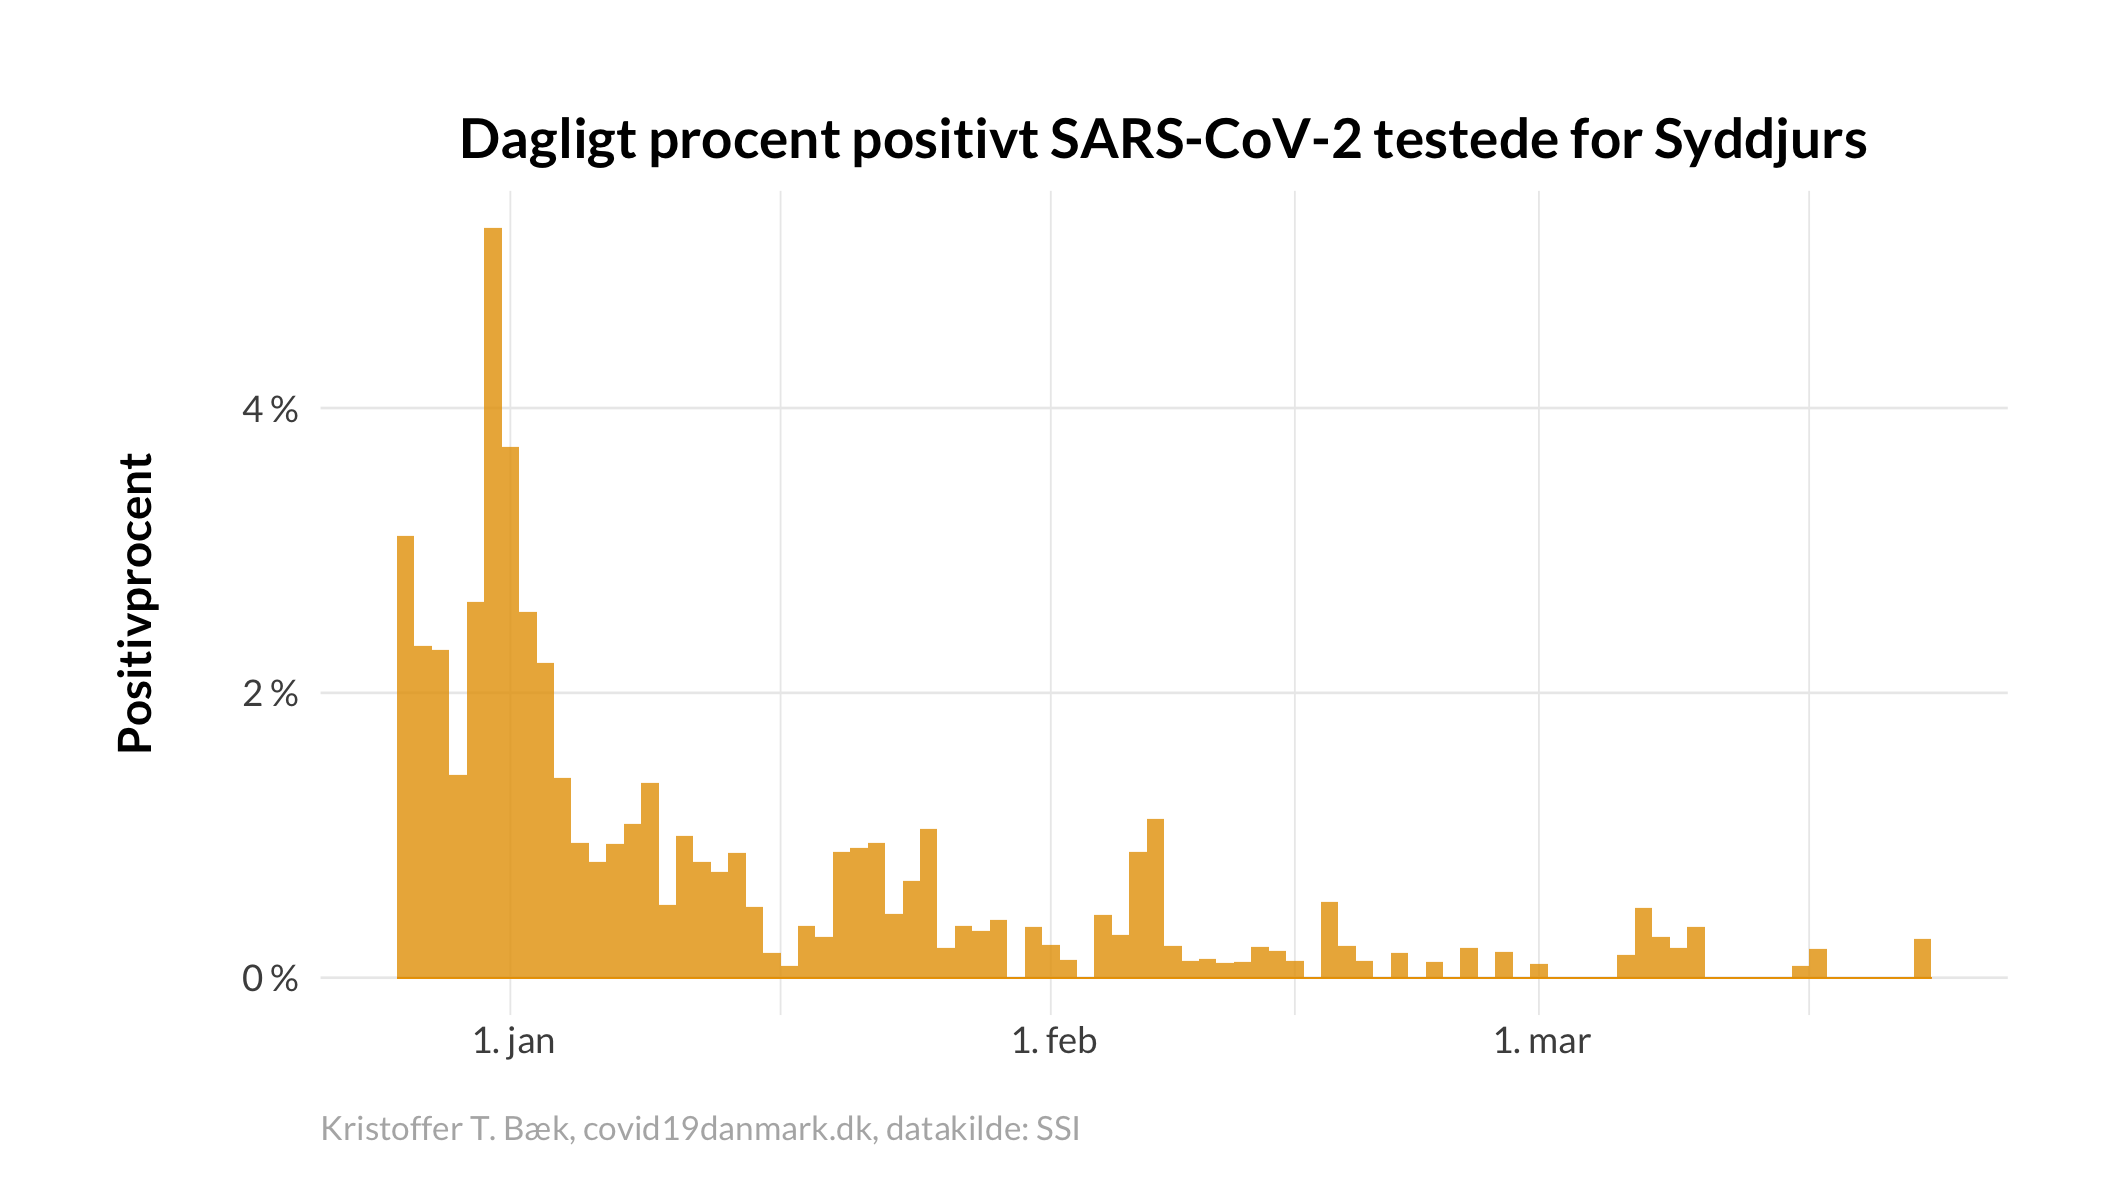 Dagligt procent positivt SARS-CoV-2 testede for Syddjurs
Positivprocent
4 %
2 %
0 %
1. jan
1. feb
1. mar
Kristoffer T. Bæk, covid19danmark.dk, datakilde: SSI